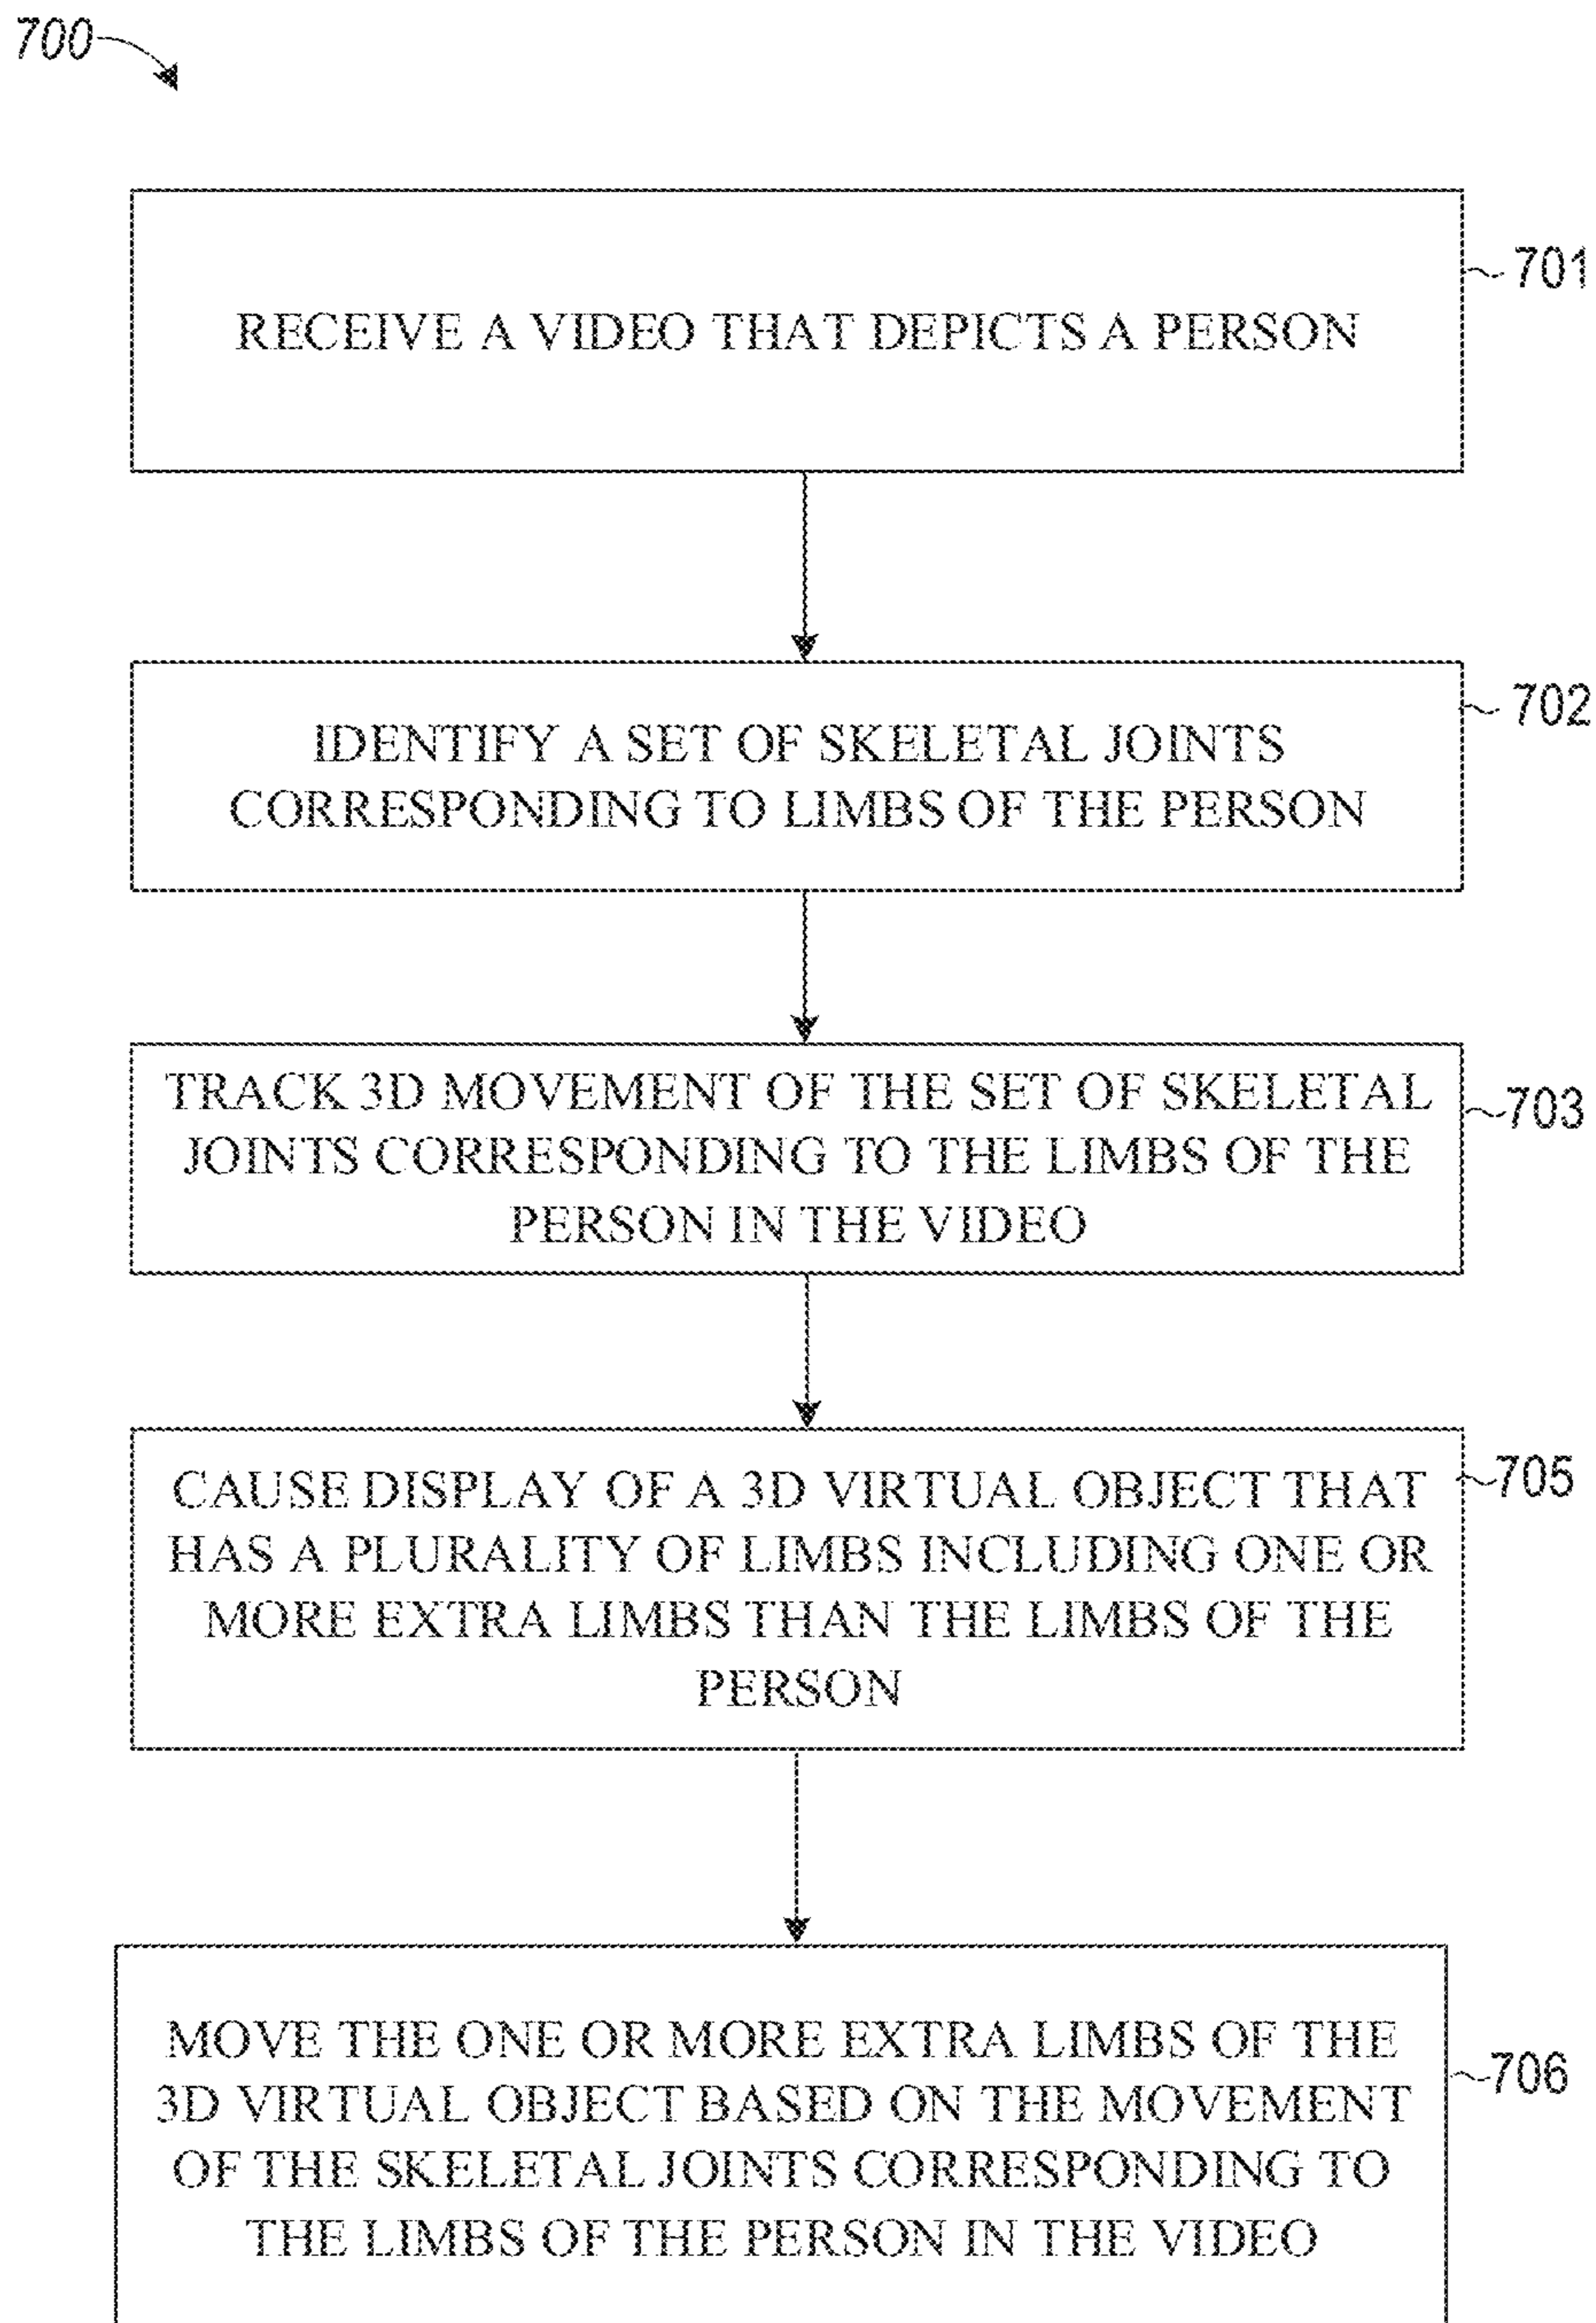 700
701
RECEIVE A VIDEO THAT DEPICTS A PERSON
702
IDENTIFY A SET OF SKELETAL JOINTS
CORRESPONDING TO LIMBS OF THE PERSON
TRACK 3D MOVEMENT OF THE SET OF SKELETAL
703
JOINTS CORRESPONDING TO THE LIMBS OF THE
PERSON IN THE VIDEO
705
CAUSE DISPLAY OF A 3D VIRTUAL OBJECT THAT
HAS A PLURALITY OF LIMBS INCLUDING ONE OR
MORE EXTRA LIMBS THAN THE LIMBS OF THE
PERSON
MOVE THE ONE OR MORE EXTRA LIMBS OF THE
706
3D VIRTUAL OBJECT BASED ON THE MOVEMENT
OF THE SKELETAL JOINTS CORRESPONDING TO
THE LIMBS OF THE PERSON IN THE VIDEO